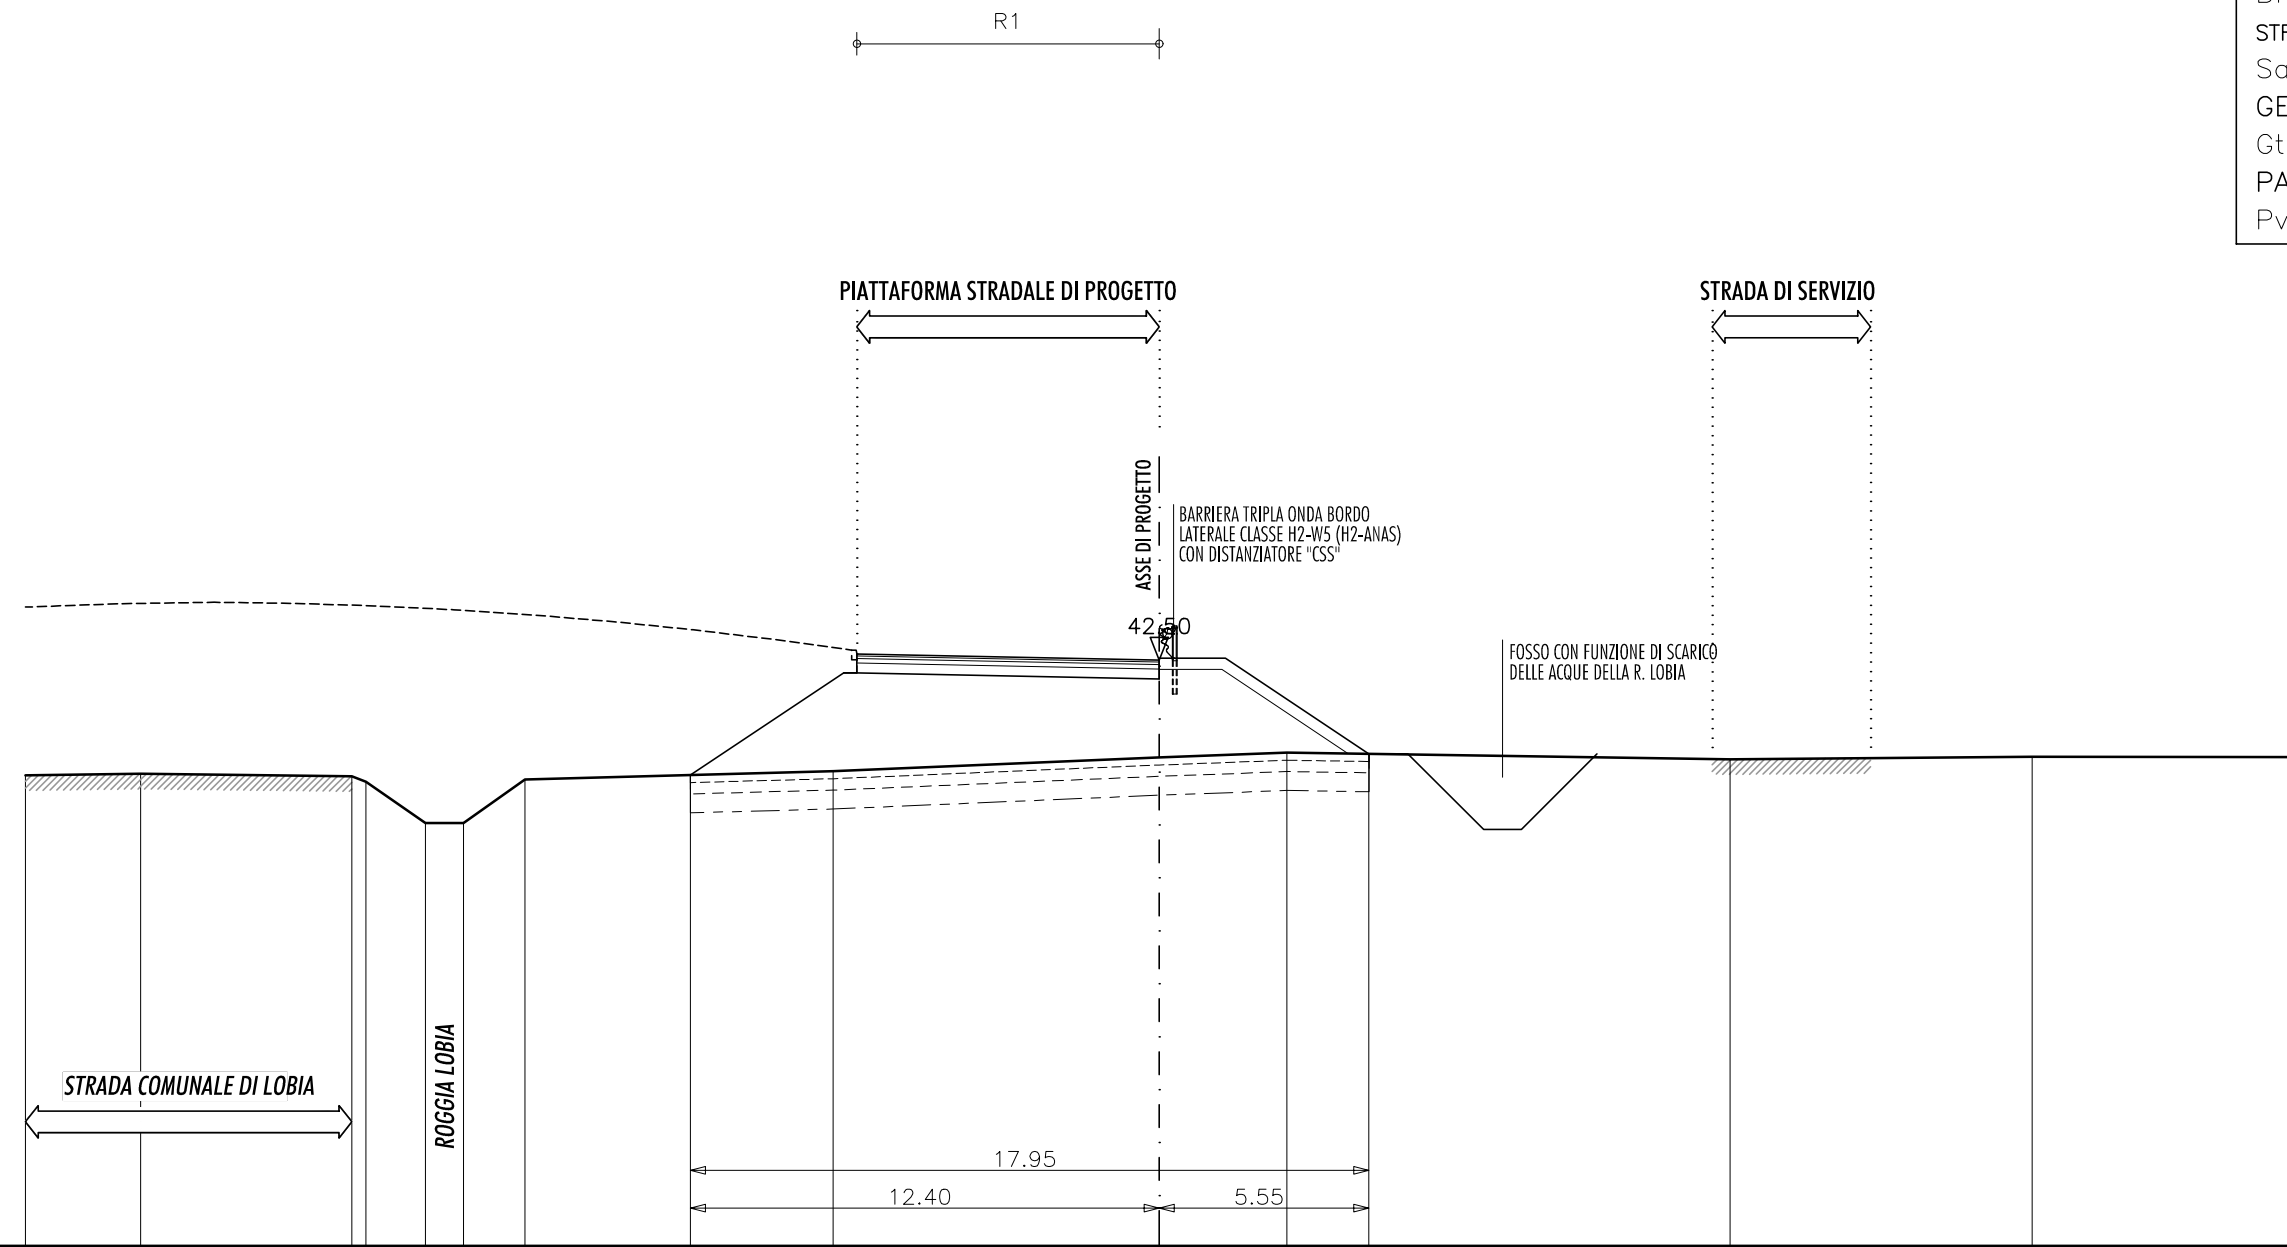 R1
STR
Sa
GE
Gt
PA
Pv
PIATTAFORMA STRADALE DI PROGETTO
STRADA DI SERVIZIO
ASSE DI PROGETTO
BARRIERA TRIPLA ONDA BORDO
LATERALE CLASSE H2-W5 (H2-ANAS)
CON DISTANZIATORE "CSS"
42.50
FOSSO CON FUNZIONE DI SCARICO
DELLE ACQUE DELLA R. LOBIA
STRADA COMUNALE DI LOBIA
ROGGIA LOBIA
17.95
12.40
5.55